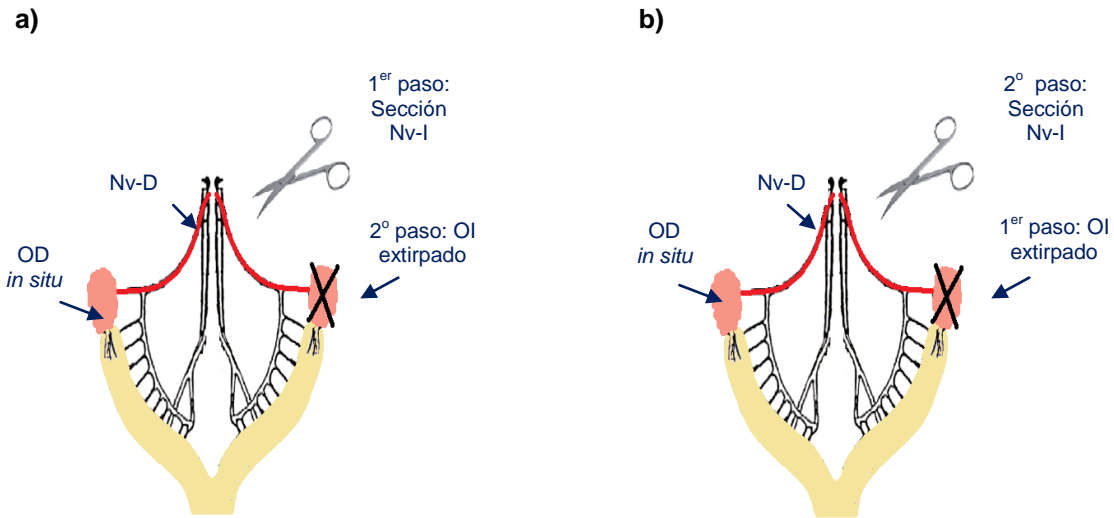 a)
1er paso:
Sección
Nv-I
Nv-D
2o paso: OI
extirpado
OD
in situ
b)
2o paso:
Sección
Nv-I
Nv-D
1er paso: OI
extirpado
OD
in situ